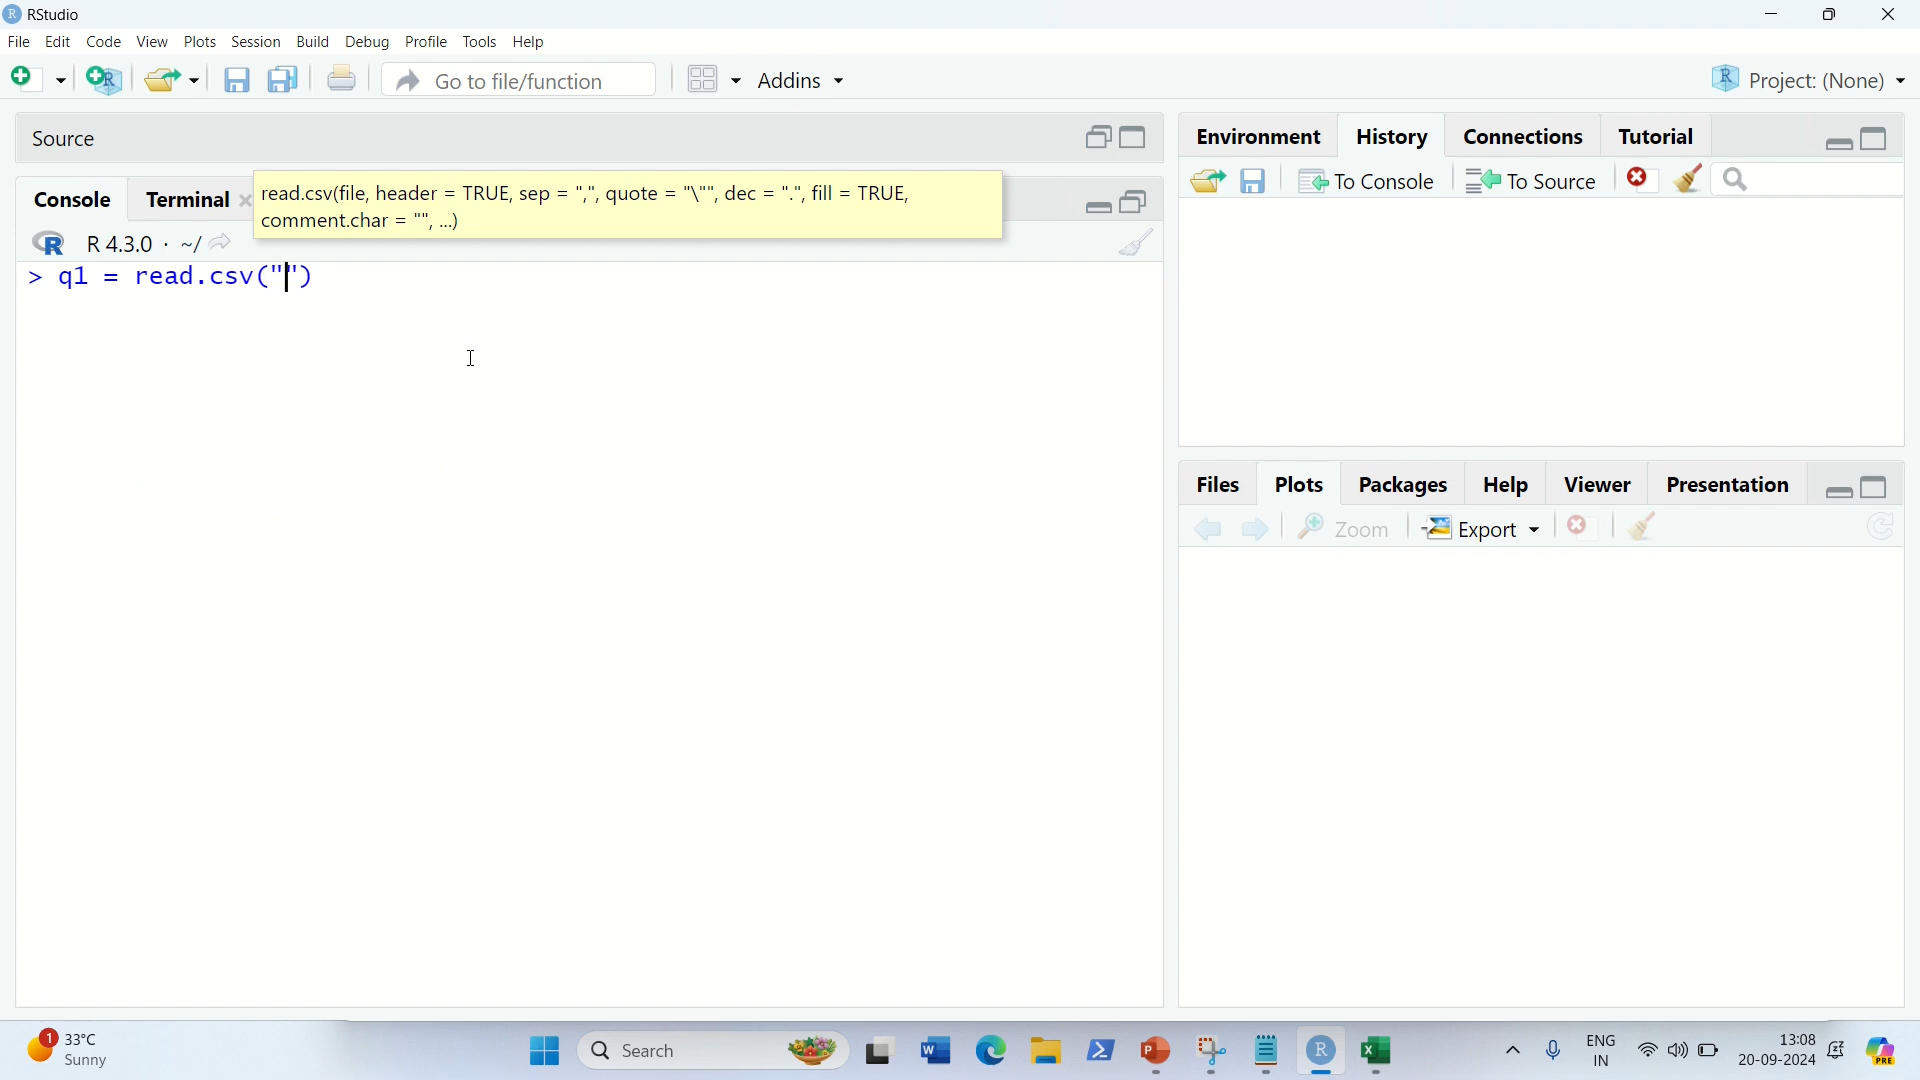 RStudio
File Edit Code View Plots Session Build Debug Profile Tools Help
Go to file/function
Addins
Project: (None)
Source
Console Terminal
read.csv(file, header = TRUE, sep = ",", quote = "\"", dec = ".", fill = TRUE,
comment.char = "", ...)
R 4.3.0 · ~/
> q1 = read.csv("")
Environment History Connections Tutorial
To Console To Source
Files Plots Packages Help Viewer Presentation
Zoom Export
1 33°C
Sunny
Search
ENG
IN
13:08
20-09-2024
PRE